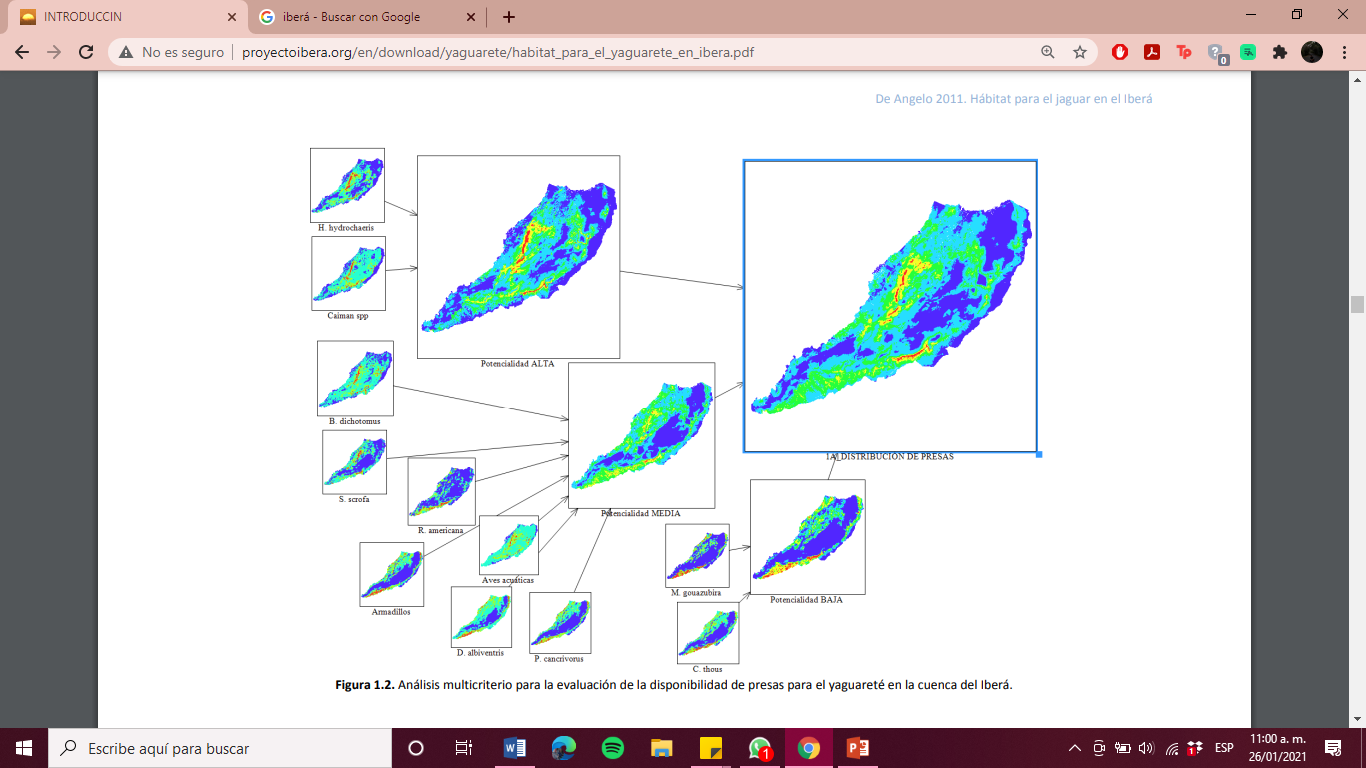 INTRODUCCIN
iberá - Buscar con Google
No es seguro
proyectoibera.org/en/download/yaguarete/habitat_para_el_yaguarete_en_ibera.pdf
0
De Angelo 2011. Hábitat para el jaguar en el Iberá
H. hydrochaeris
Caiman spp
Potencialidad ALTA
B. dichotomus
S. scrofa
R. americana
Potencialidad MEDIA
1A| DISTRIBUCIÓN DE PRESAS
Aves acuáticas
Armadillos
D. albiventris
P. cancrivorus
M. gouazubira
Potencialidad BAJA
C. thous
Figura 1.2. Análisis multicriterio para la evaluación de la disponibilidad de presas para el yaguareté en la cuenca del Iberá.
Escribe aquí para buscar
1
1
ESP
11:00 a. m.
26/01/2021